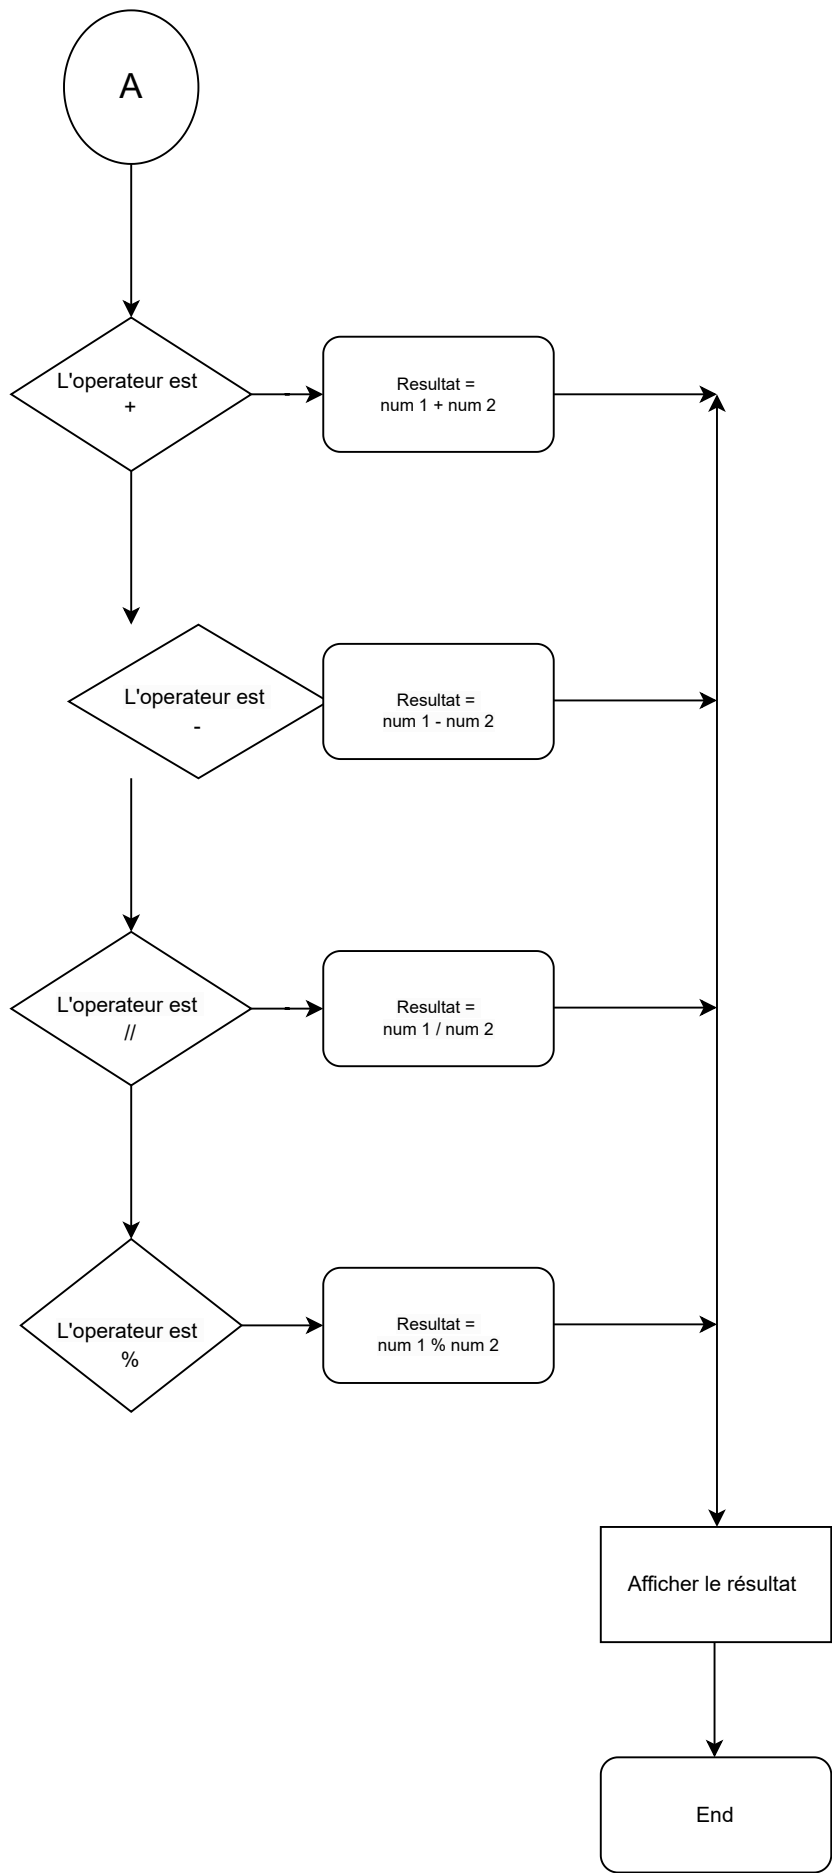 A
L'operateur est
+
Resultat =
num 1 + num 2
L'operateur est
-
Resultat =
num 1 - num 2
L'operateur est
//
Resultat =
num 1 / num 2
L'operateur est
%
Resultat =
num 1 % num 2
Afficher le résultat
End